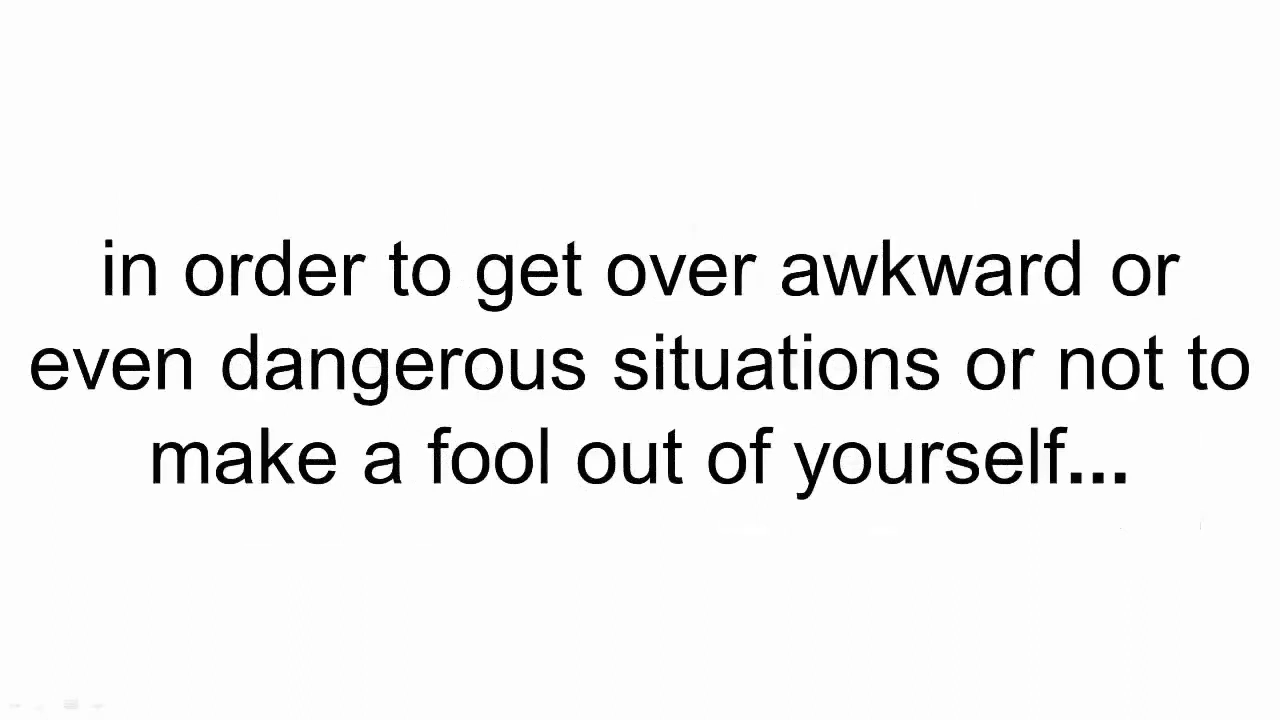 in order to get over awkward or
even dangerous situations or not to
make a fool out of yourself...